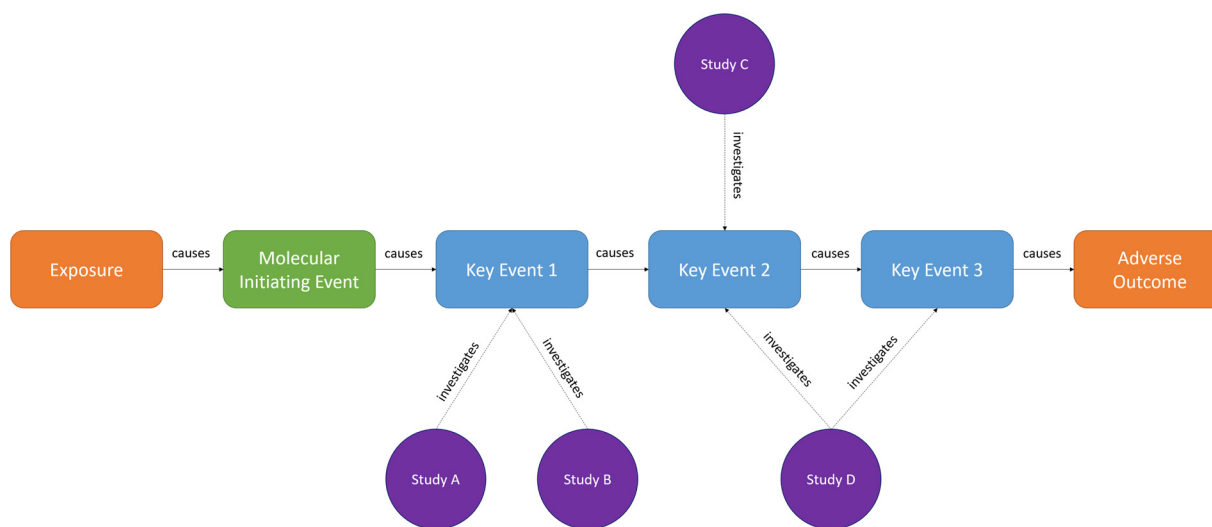 Study C
investigates
Exposure
causes
Molecular
Initiating Event
causes
Key Event 1
causes
Key Event 2
causes
Key Event 3
causes
Adverse
Outcome
investigates
investigates
investigates
investigates
Study A
Study B
Study D